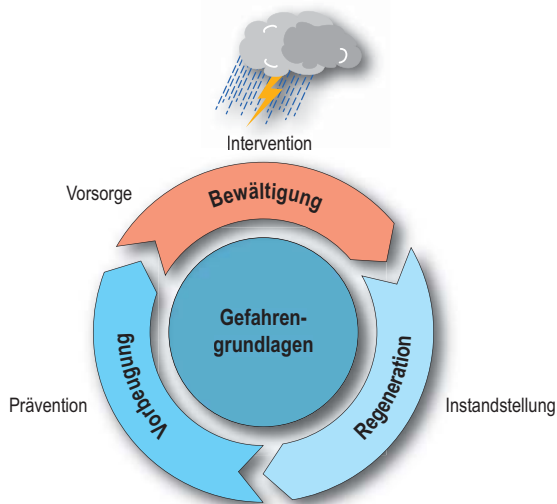 Intervention
Vorsorge
Bewältigung
Gefahren-
grundlagen
Vorbeugung
Regeneration
Prävention
Instandstellung